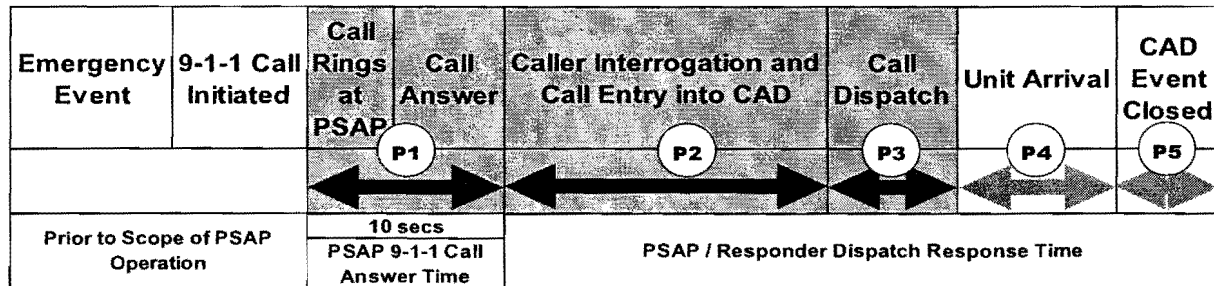 Emergency
Event
9-1-1 Call
Initiated
Call
Rings
at
PSAP
Call
Answer
Caller Interrogation and
Call Entry into CAD
Call
Dispatch
Unit Arrival
CAD
Event
Closed
P1
P2
P3
P4
P5
Prior to Scope of PSAP
Operation
10 secs
PSAP 9-1-1 Call
Answer Time
PSAP / Responder Dispatch Response Time